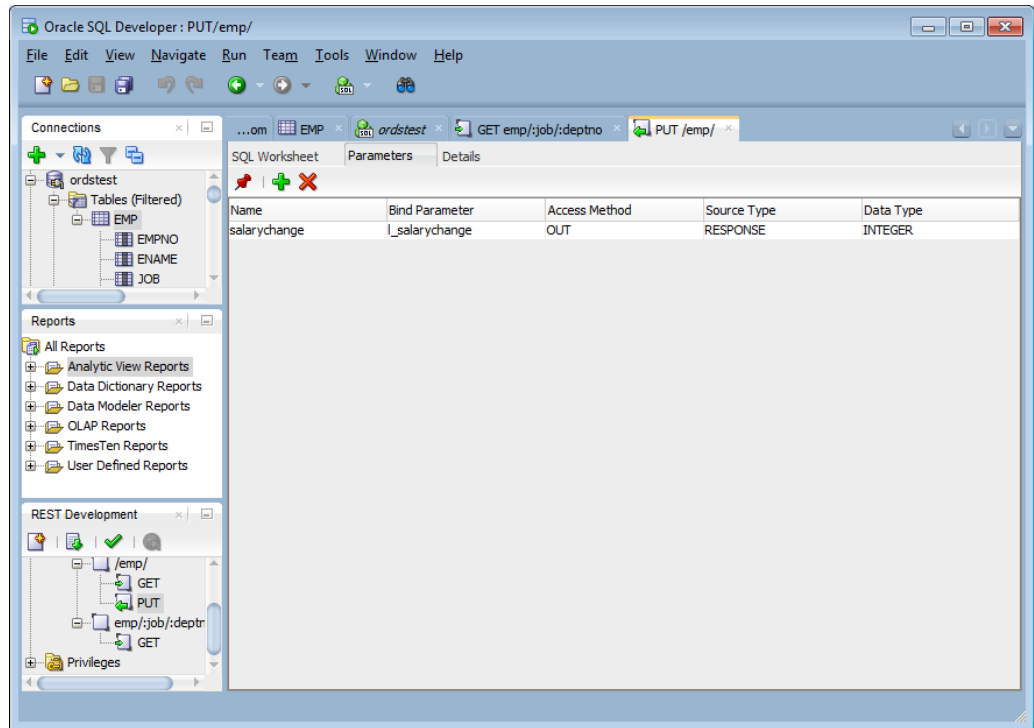 Oracle SQL Developer : PUT/emp/
File Edit View Navigate Run Team Tools Window Help
SQL
Connections
ordstest
Tables (Filtered)
EMP
EMPNO
ENAME
JOB
Reports
All Reports
Analytic View Reports
Data Dictionary Reports
Data Modeler Reports
OLAP Reports
TimesTen Reports
User Defined Reports
REST Development
/emp/
GET
PUT
emp/:job/:deptn
GET
Privileges
...om EMP ordstest GET emp/:job/:deptno PUT /emp/
SQL Worksheet Parameters Details
Name Bind Parameter Access Method Source Type Data Type
salarychange l_salarychange OUT RESPONSE INTEGER